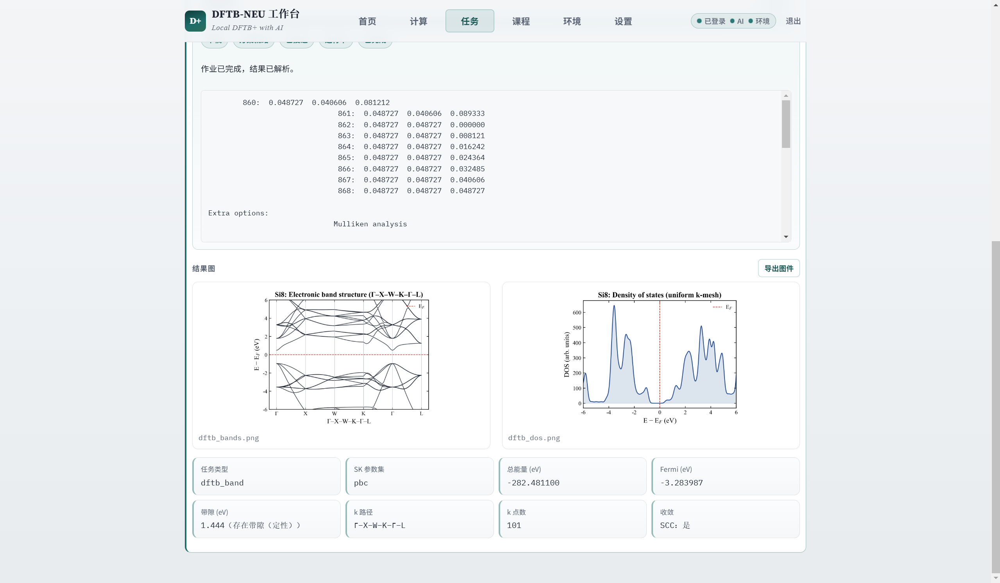 D+
DFTB-NEU 工作台
Local DFTB+ with AI
首页
计算
任务
课程
环境
设置
已登录 AI 环境
退出
作业已完成，结果已解析。
860: 0.048727 0.040606 0.081212
861: 0.048727 0.040606 0.089333
862: 0.048727 0.048727 0.000000
863: 0.048727 0.048727 0.008121
864: 0.048727 0.048727 0.016242
865: 0.048727 0.048727 0.024364
866: 0.048727 0.048727 0.032485
867: 0.048727 0.048727 0.040606
868: 0.048727 0.048727 0.048727
Extra options:
Mulliken analysis
结果图
导出图件
Si8: Electronic band structure (Γ–X–W–K–Γ–L)
E_F
6
4
2
0
-2
-4
-6
E − E_F (eV)
Γ X W K Γ L
Γ–X–W–K–Γ–L
dftb_bands.png
Si8: Density of states (uniform k-mesh)
E_F
600
500
400
300
200
100
0
DOS (arb. units)
-6 -4 -2 0 2 4 6
E − E_F (eV)
dftb_dos.png
任务类型
dftb_band
SK 参数集
pbc
总能量 (eV)
-282.481100
Fermi (eV)
-3.283987
带隙 (eV)
1.444（存在带隙（定性））
k 路径
Γ-X-W-K-Γ-L
k 点数
101
收敛
SCC: 是